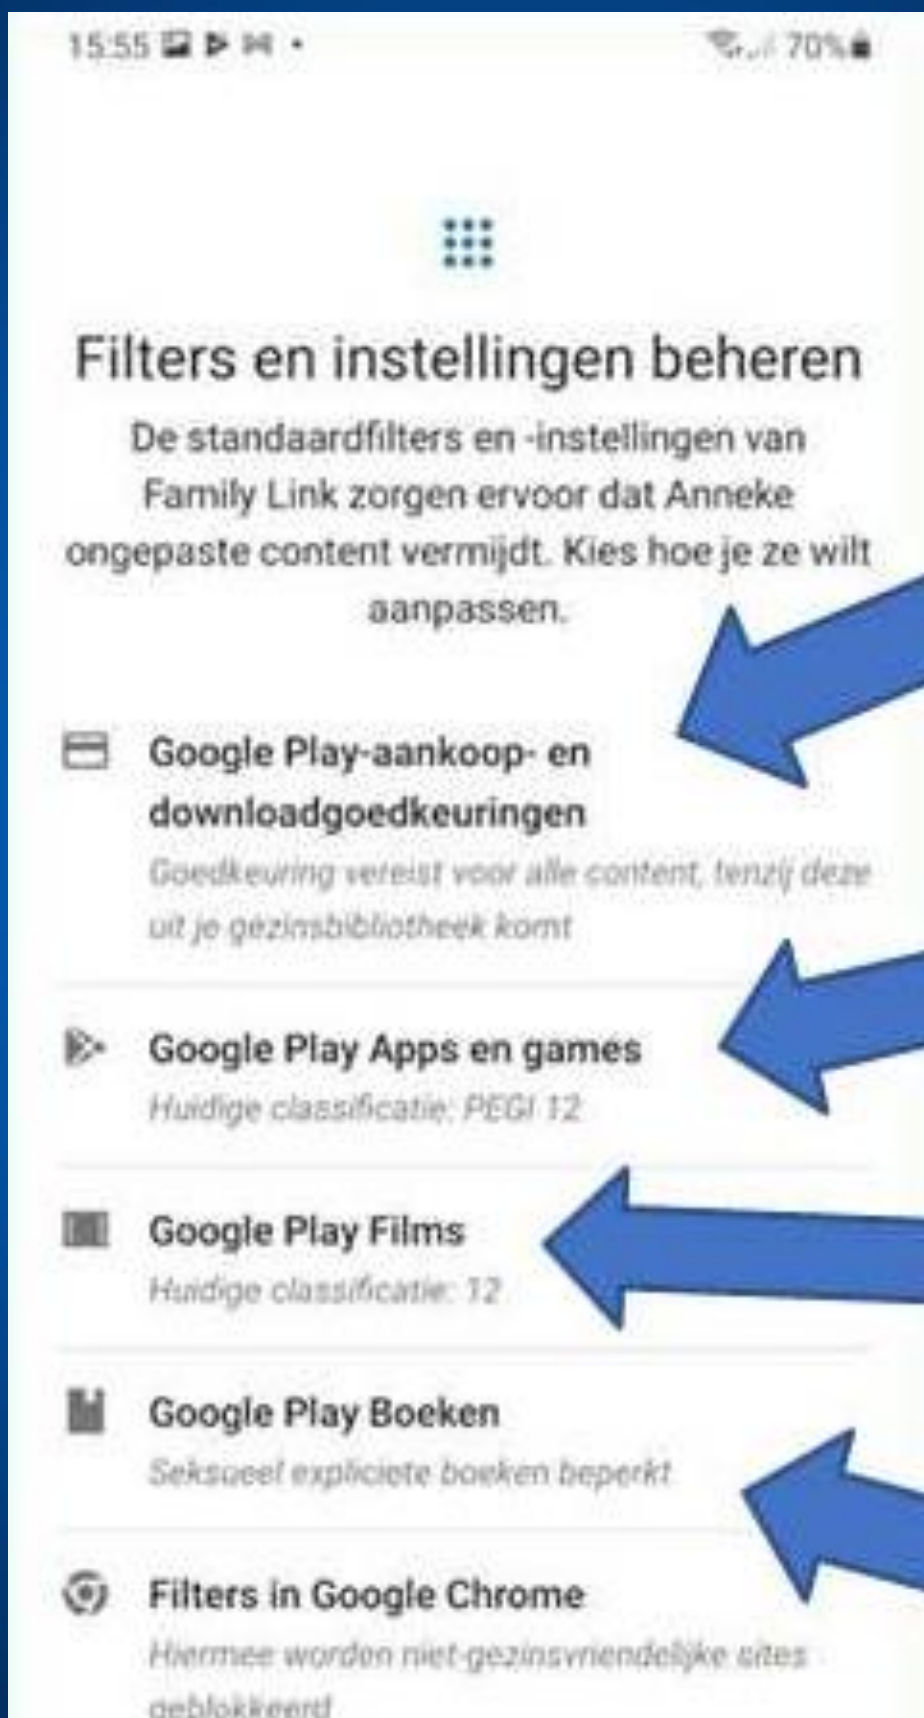 15:55
70%
Filters en instellingen beheren
De standaardfilters en -instellingen van
Family Link zorgen ervoor dat Anneke
ongepaste content vermijdt. Kies hoe je ze wilt
aanpassen.
Google Play-aankoop- en
downloadgoedkeuringen
Goedkeuring vereist voor alle content, tenzij deze
uit je gezinsbibliotheek komt
Google Play Apps en games
Huidige classificatie: PEGI 12
Google Play Films
Huidige classificatie: 12
Google Play Boeken
Seksueel expliciete boeken beperkt
Filters in Google Chrome
Hiermee worden niet-gezinsvriendelijke sites
geblokkeerd